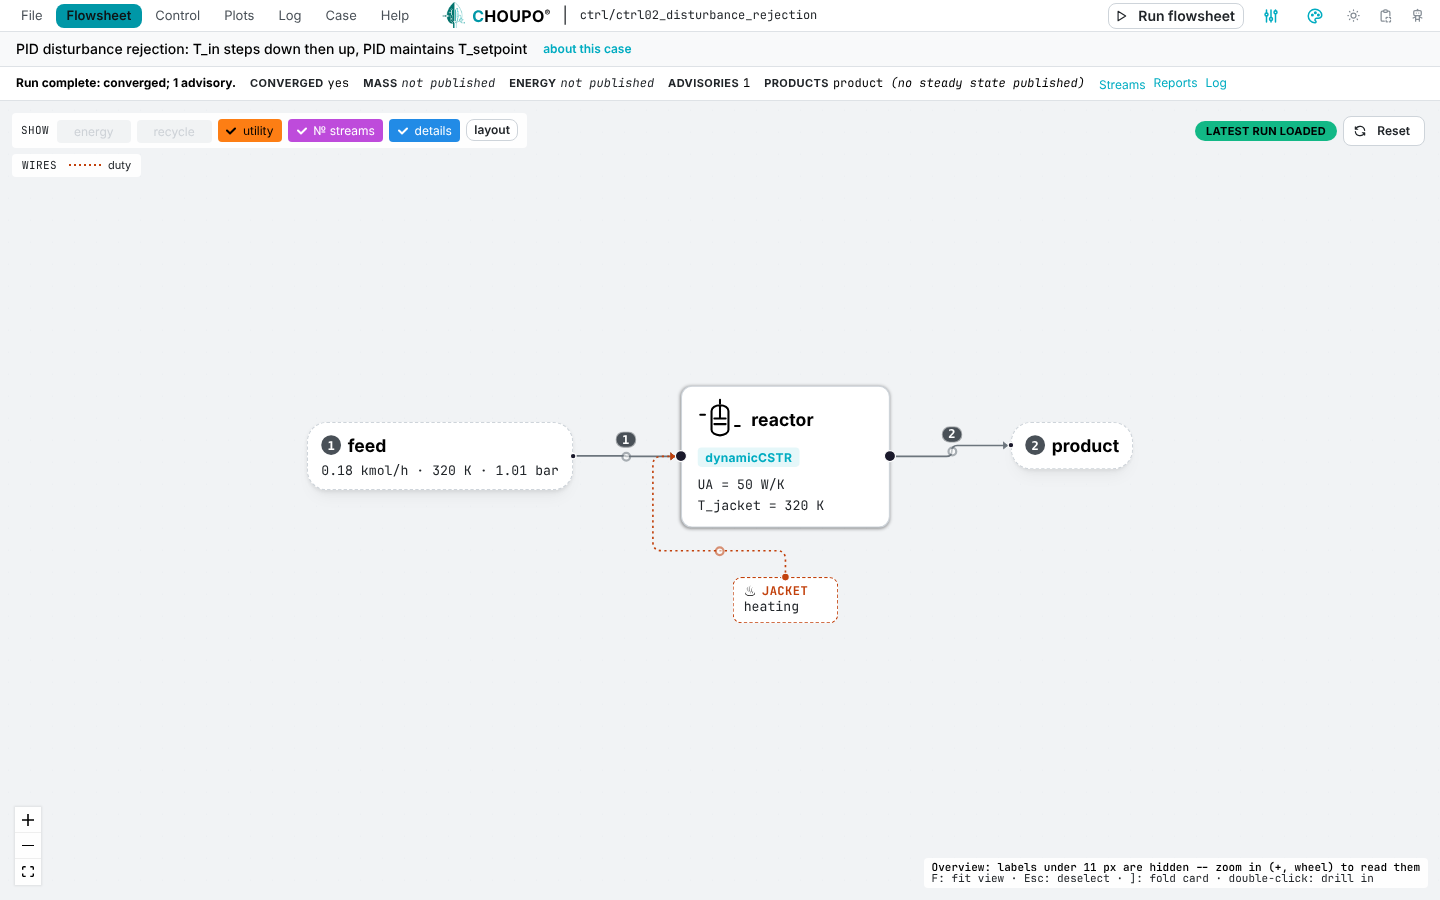 File Flowsheet Control Plots Log Case Help CHOUPO® ctrl/ctrl02_disturbance_rejection Run flowsheet
PID disturbance rejection: T_in steps down then up, PID maintains T_setpoint about this case
Run complete: converged; 1 advisory. CONVERGED yes MASS not published ENERGY not published ADVISORIES 1 PRODUCTS product (no steady state published) Streams Reports Log
SHOW energy recycle utility № streams details layout LATEST RUN LOADED Reset
WIRES duty
reactor
1 feed
0.18 kmol/h · 320 K · 1.01 bar
1
dynamicCSTR
UA = 50 W/K
T_jacket = 320 K
2
2 product
JACKET
heating
Overview: labels under 11 px are hidden -- zoom in (+, wheel) to read them
F: fit view · Esc: deselect · ]: fold card · double-click: drill in